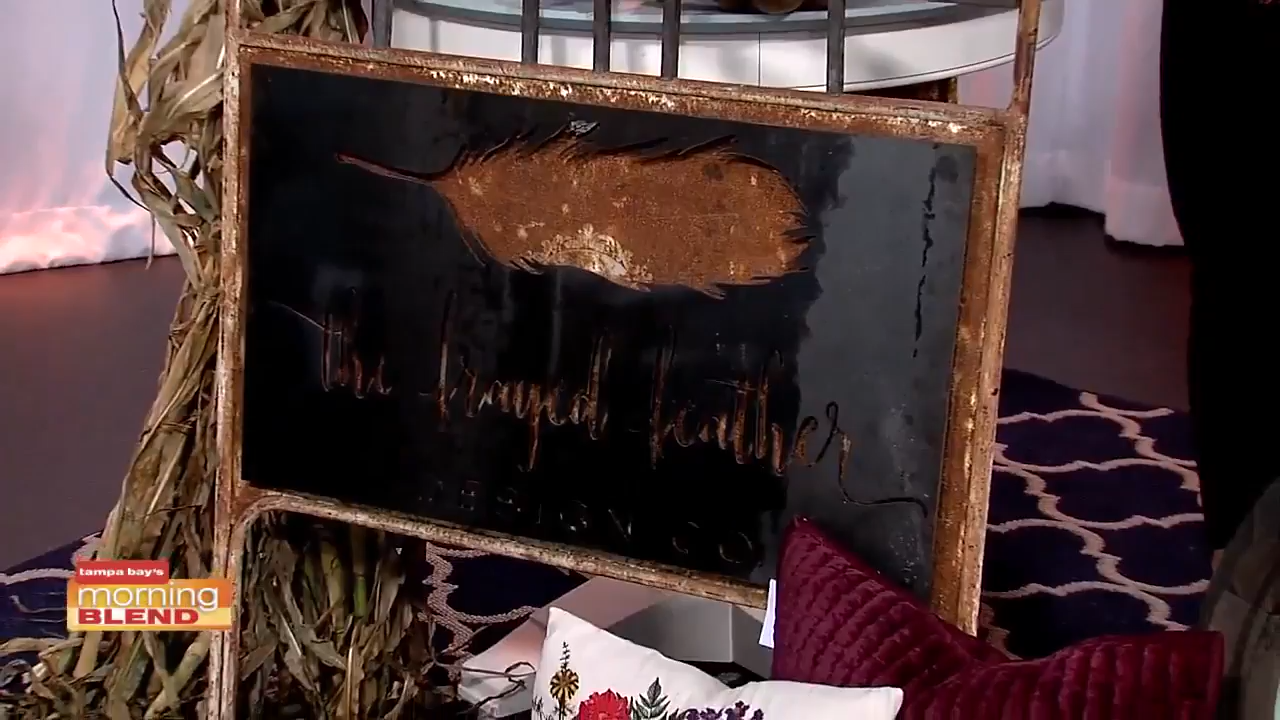 the frayed feather
DESIGN CO
tampa bay's
morning
BLEND